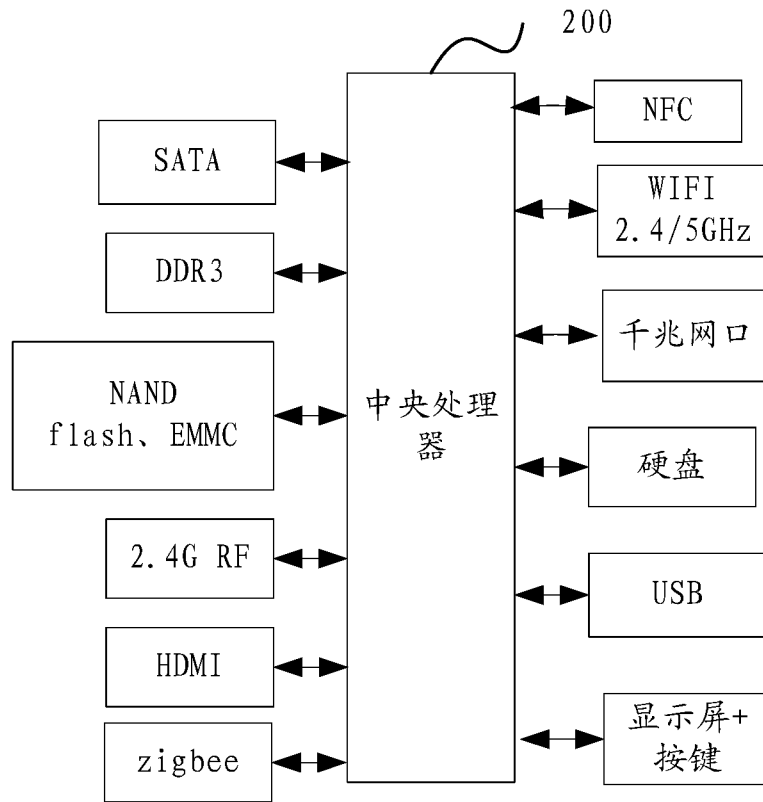 200
SATA
DDR3
NAND
flash、EMMC
2.4G RF
HDMI
zigbee
中央处理
器
NFC
WIFI
2.4/5GHz
千兆网口
硬盘
USB
显示屏+
按键